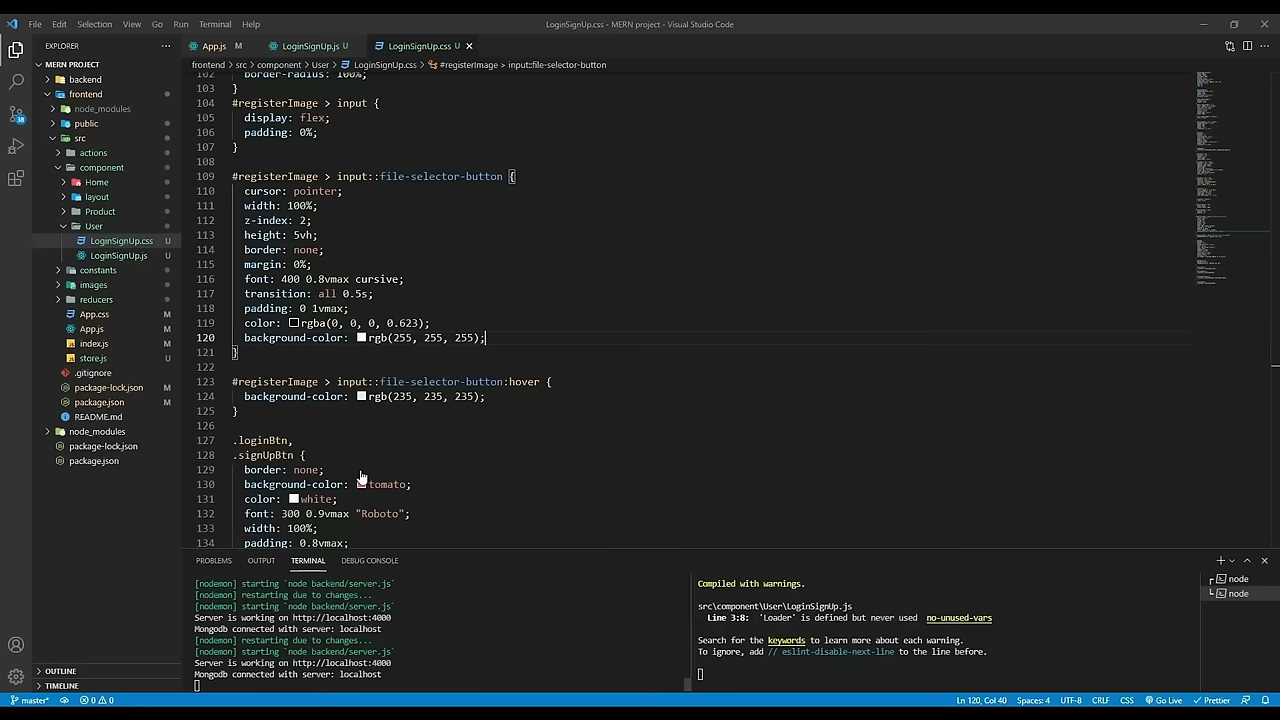 File Edit Selection View Go Run Terminal Help
LoginSignUp.css - MERN project - Visual Studio Code
EXPLORER
App.js M
LoginSignUp.js U
LoginSignUp.css U
frontend > src > component > User > LoginSignUp.css > #registerImage > input::file-selector-button
MERN PROJECT
backend
frontend
node_modules
public
src
actions
component
Home
layout
Product
User
LoginSignUp.css U
LoginSignUp.js U
constants
images
reducers
App.css M
App.js M
index.js M
store.js U
.gitignore
package-lock.json M
package.json M
README.md
node_modules
package-lock.json
package.json
OUTLINE
TIMELINE
38
102 border-radius: 100%;
103 }
104 #registerImage > input {
105 display: flex;
106 padding: 0%;
107 }
108
109 #registerImage > input::file-selector-button {
110 cursor: pointer;
111 width: 100%;
112 z-index: 2;
113 height: 5vh;
114 border: none;
115 margin: 0%;
116 font: 400 0.8vmax cursive;
117 transition: all 0.5s;
118 padding: 0 1vmax;
119 color: rgba(0, 0, 0, 0.623);
120 background-color: rgb(255, 255, 255);
121 }
122
123 #registerImage > input::file-selector-button:hover {
124 background-color: rgb(235, 235, 235);
125 }
126
127 .loginBtn,
128 .signUpBtn {
129 border: none;
130 background-color: tomato;
131 color: white;
132 font: 300 0.9vmax "Roboto";
133 width: 100%;
134 padding: 0.8vmax;
PROBLEMS OUTPUT TERMINAL DEBUG CONSOLE
[nodemon] starting `node backend/server.js`
[nodemon] restarting due to changes...
[nodemon] starting `node backend/server.js`
Server is working on http://localhost:4000
Mongodb connected with server: localhost
[nodemon] restarting due to changes...
[nodemon] starting `node backend/server.js`
Server is working on http://localhost:4000
Mongodb connected with server: localhost
Compiled with warnings.
src\component\User\LoginSignUp.js
Line 3:8: 'Loader' is defined but never used no-unused-vars
Search for the keywords to learn more about each warning.
To ignore, add // eslint-disable-next-line to the line before.
node
node
master* 0 0 Ln 120, Col 40 Spaces: 4 UTF-8 CRLF CSS Go Live Prettier